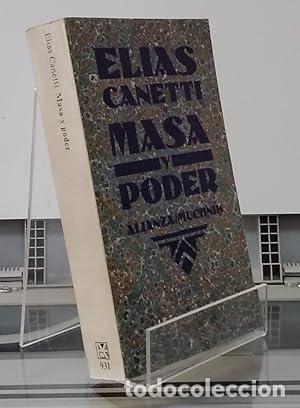 Elias Canetti: Masa y poder
931
ELIAS
CANETTI
MASA
Y
PODER
ALIANZA/MUCHNIK
todocoleccion